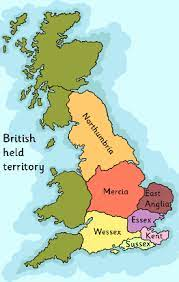 Northumbria
British
held
territory
Mercia
East
Anglia
Essex
Wessex
Kent
Sussex